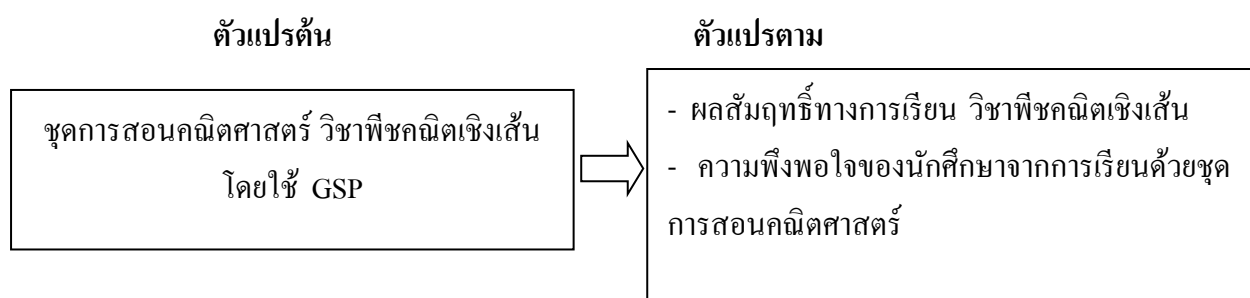 ตัวแปรต้น
ตัวแปรตาม
ชุดการสอนคณิตศาสตร์ วิชาพีชคณิตเชิงเส้น
โดยใช้ GSP
- ผลสัมฤทธิ์ทางการเรียน วิชาพีชคณิตเชิงเส้น
- ความพึงพอใจของนักศึกษาจากการเรียนด้วยชุด
การสอนคณิตศาสตร์